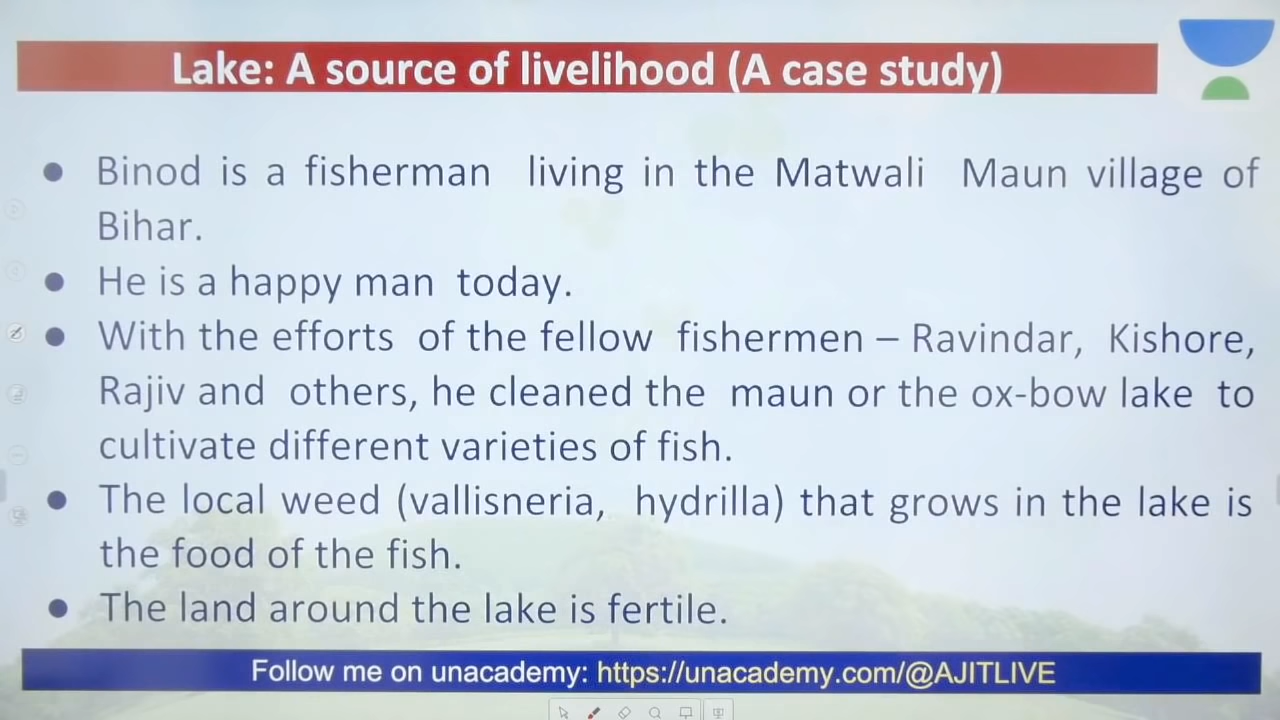 Lake: A source of livelihood (A case study)
● Binod is a fisherman living in the Matwali Maun village of
Bihar.
● He is a happy man today.
● With the efforts of the fellow fishermen – Ravindar, Kishore,
Rajiv and others, he cleaned the maun or the ox-bow lake to
cultivate different varieties of fish.
● The local weed (vallisneria, hydrilla) that grows in the lake is
the food of the fish.
● The land around the lake is fertile.
Follow me on unacademy: https://unacademy.com/@AJITLIVE